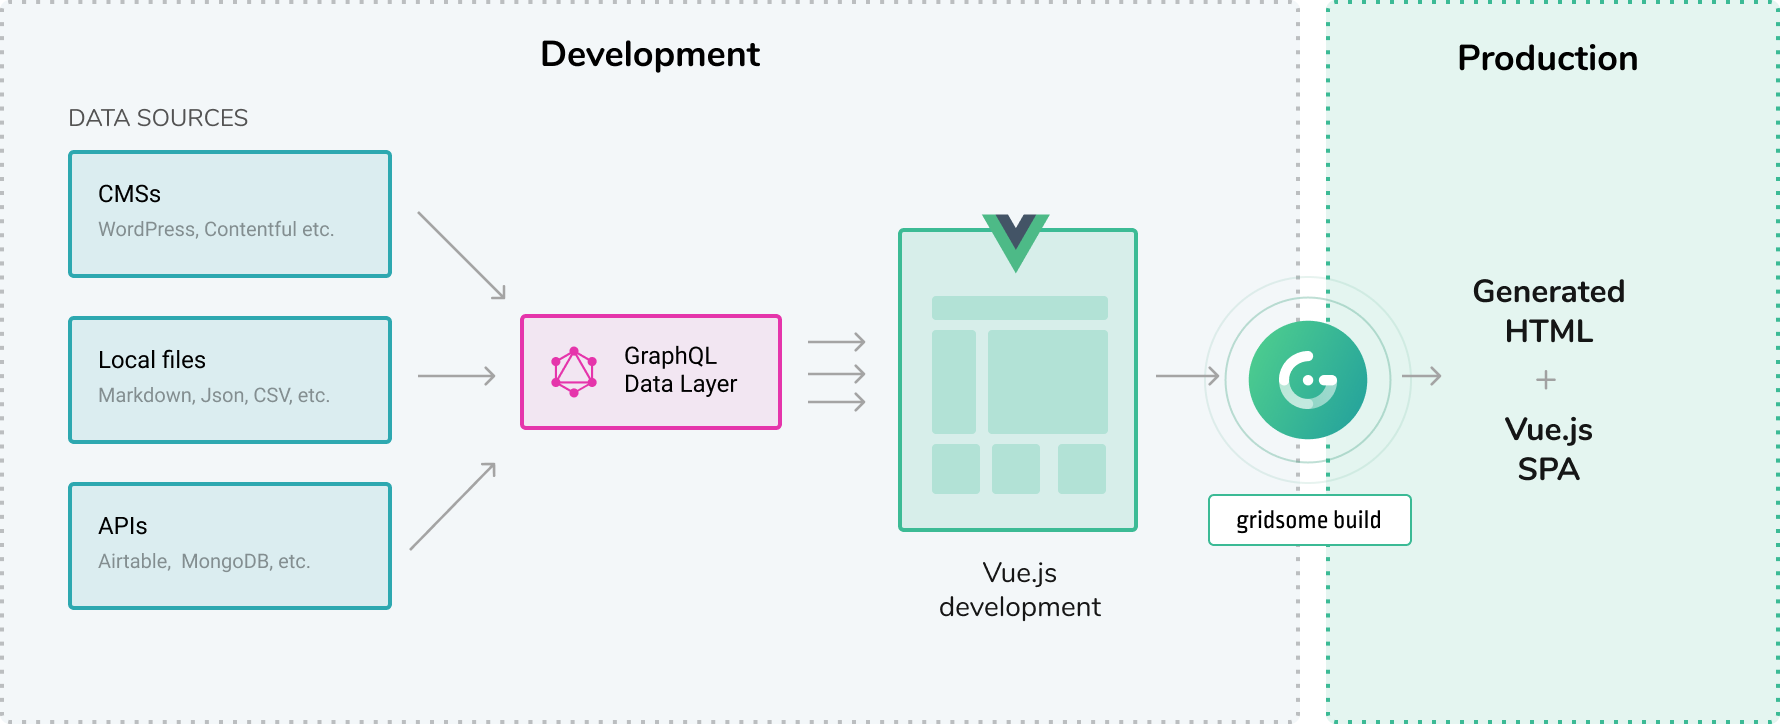 Development
DATA SOURCES
CMSs
WordPress, Contentful etc.
Local files
Markdown, Json, CSV, etc.
APIs
Airtable, MongoDB, etc.
GraphQL
Data Layer
Vue.js
development
gridsome build
Production
Generated
HTML
+
Vue.js
SPA